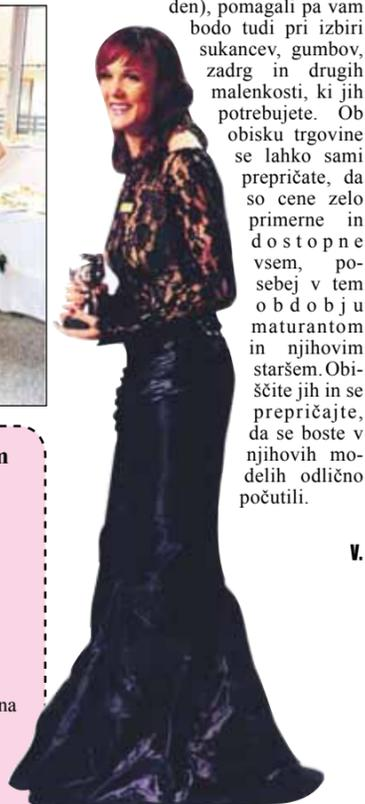 den), pomagali pa vam
bodo tudi pri izbiri
sukancev, gumbov,
zadrg in drugih
malenkosti, ki jih
potrebujete. Ob
obisku trgovine
se lahko sami
prepričate, da
so cene zelo
primerne in
dostopne
vsem, po-
sebej v tem
obdobju
maturantom
in njihovim
staršem. Obi-
ščite jih in se
prepričajte,
da se boste v
njihovih mo-
delih odlično
počutili.
V.
na